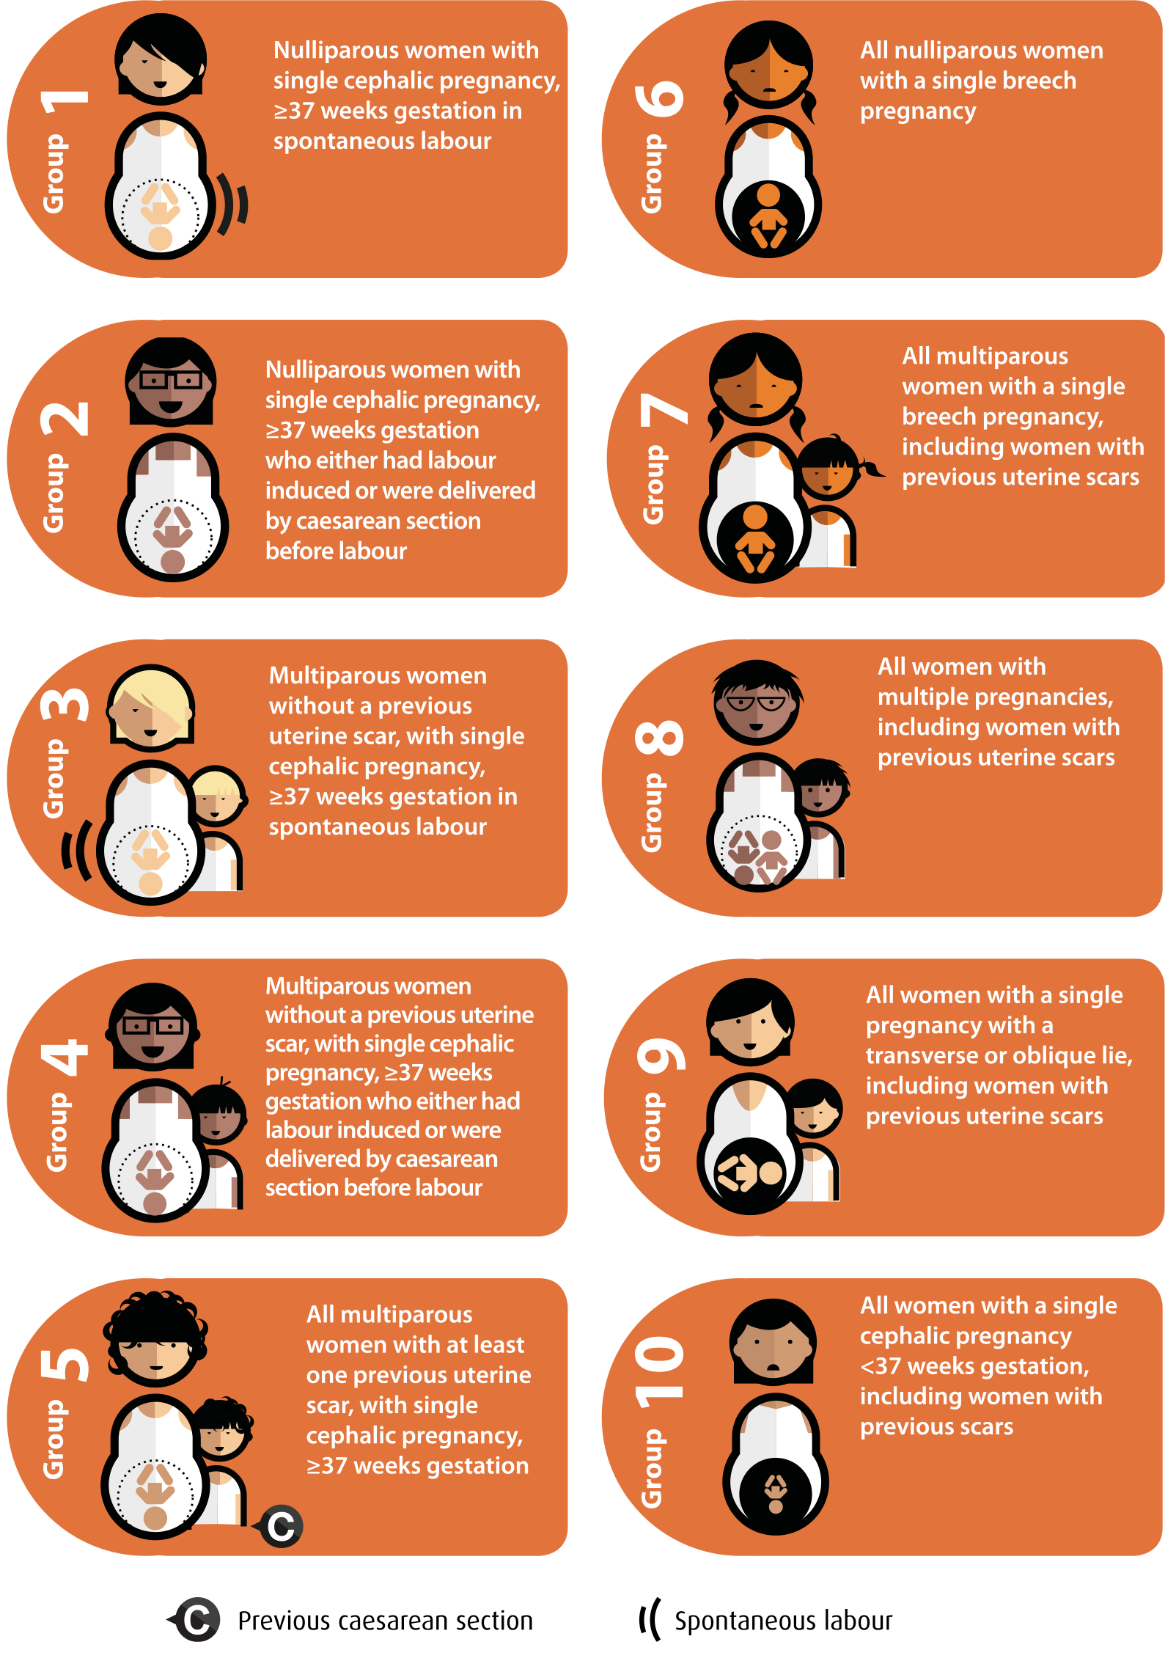 Group 1
Nulliparous women with
single cephalic pregnancy,
≥37 weeks gestation in
spontaneous labour
Group 2
Nulliparous women with
single cephalic pregnancy,
≥37 weeks gestation
who either had labour
induced or were delivered
by caesarean section
before labour
Group 3
Multiparous women
without a previous
uterine scar, with single
cephalic pregnancy,
≥37 weeks gestation in
spontaneous labour
Group 4
Multiparous women
without a previous uterine
scar, with single cephalic
pregnancy, ≥37 weeks
gestation who either had
labour induced or were
delivered by caesarean
section before labour
Group 5
All multiparous
women with at least
one previous uterine
scar, with single
cephalic pregnancy,
≥37 weeks gestation
C
Group 6
All nulliparous women
with a single breech
pregnancy
Group 7
All multiparous
women with a single
breech pregnancy,
including women with
previous uterine scars
Group 8
All women with
multiple pregnancies,
including women with
previous uterine scars
Group 9
All women with a single
pregnancy with a
transverse or oblique lie,
including women with
previous uterine scars
Group 10
All women with a single
cephalic pregnancy
<37 weeks gestation,
including women with
previous scars
C Previous caesarean section
Spontaneous labour